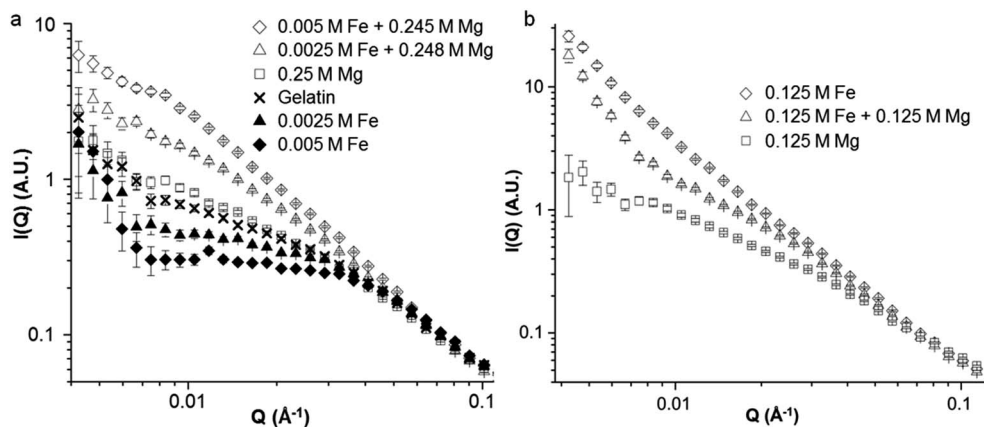 a
10
1
0.1
I(Q) (A.U.)
0.005 M Fe + 0.245 M Mg
0.0025 M Fe + 0.248 M Mg
0.25 M Mg
Gelatin
0.0025 M Fe
0.005 M Fe
0.01
0.1
Q (Å⁻¹)
b
10
1
0.1
I(Q) (A.U.)
0.125 M Fe
0.125 M Fe + 0.125 M Mg
0.125 M Mg
0.01
0.1
Q (Å⁻¹)